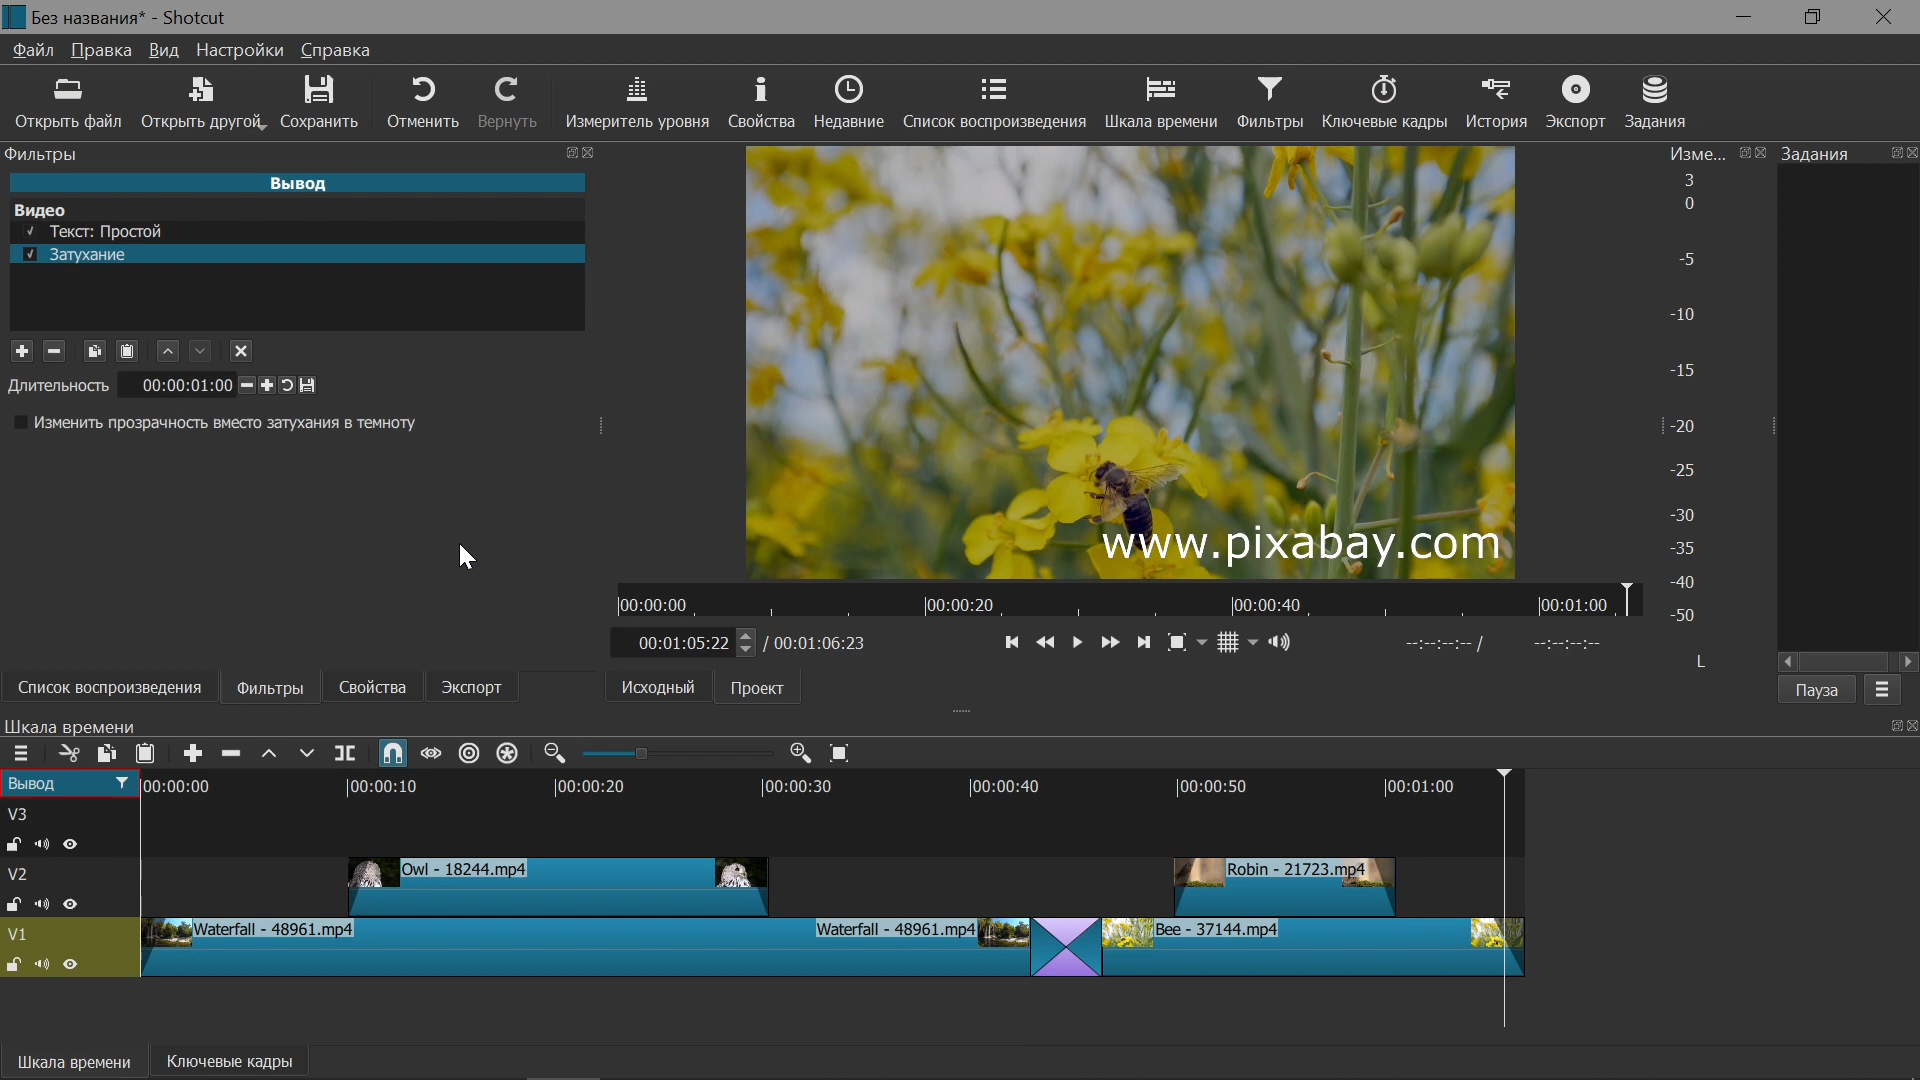 Без названия* - Shotcut
Файл Правка Вид Настройки Справка
Открыть файл Открыть другой Сохранить Отменить Вернуть Измеритель уровня Свойства Недавние Список воспроизведения Шкала времени Фильтры Ключевые кадры История Экспорт Задания
Фильтры
Вывод
Видео
Текст: Простой
Затухание
Длительность 00:00:01:00
Изменить прозрачность вместо затухания в темноту
www.pixabay.com
00:00:00 00:00:20 00:00:40 00:01:00
00:01:05:22 / 00:01:06:23 --:--:--:-- / --:--:--:--
Список воспроизведения Фильтры Свойства Экспорт
Исходный Проект
Изме...
3
0
-5
-10
-15
-20
-25
-30
-35
-40
-50
L
Задания
Пауза
Шкала времени
Вывод 00:00:00 00:00:10 00:00:20 00:00:30 00:00:40 00:00:50 00:01:00
V3
V2
Owl - 18244.mp4 Robin - 21723.mp4
V1
Waterfall - 48961.mp4 Waterfall - 48961.mp4 Bee - 37144.mp4
Шкала времени Ключевые кадры